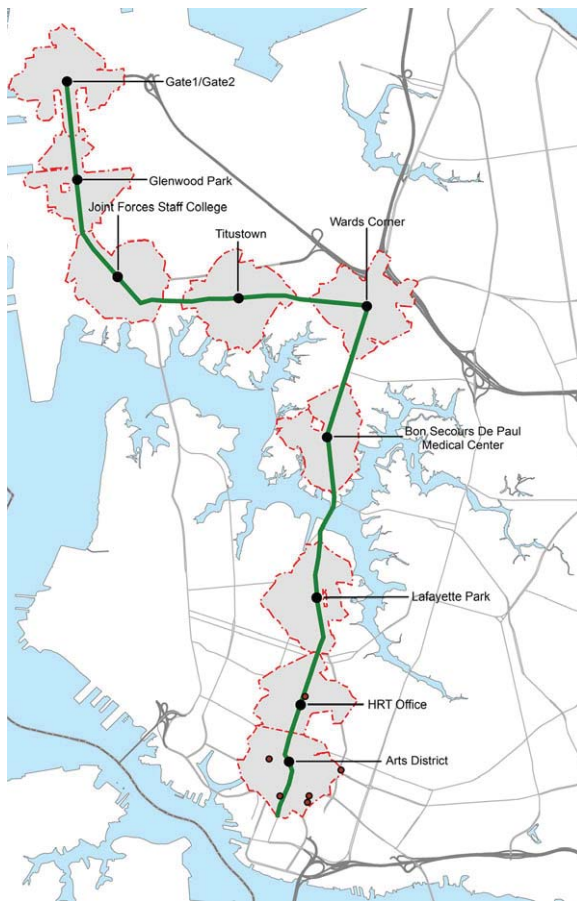 Gate1/Gate2
Glenwood Park
Joint Forces Staff College
Titustown
Wards Corner
Bon Secours De Paul
Medical Center
Lafayette Park
HRT Office
Arts District